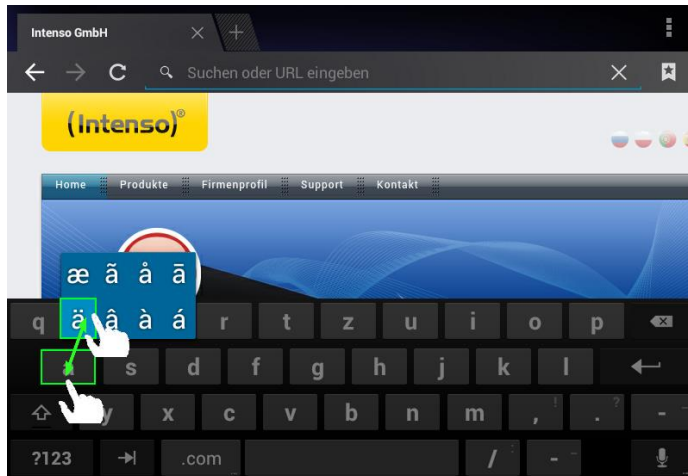 Intenso GmbH
Suchen oder URL eingeben
(Intenso)®
Home Produkte Firmenprofil Support Kontakt
æ ã å ā
ä â à á
q r t z u i o p
a s d f g h j k l
y x c v b n m , ! . ? -
?123 .com / : - _